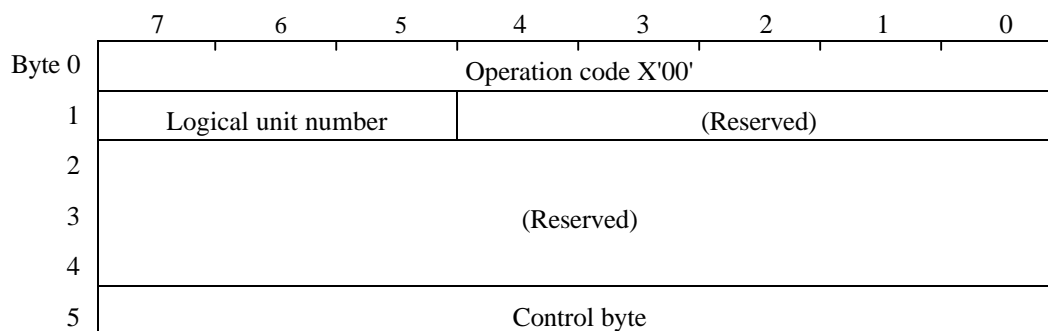 7 6 5 4 3 2 1 0
Byte 0 Operation code X'00'
1 Logical unit number (Reserved)
2
3 (Reserved)
4
5 Control byte